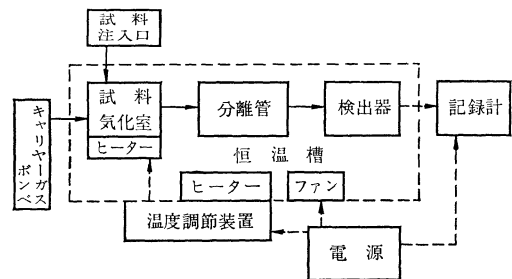 試料
注入口
試料
気化室
ヒーター
分離管
検出器
記録計
キャリヤーガス
ボンベ
恒温槽
ヒーター
ファン
温度調節装置
電源